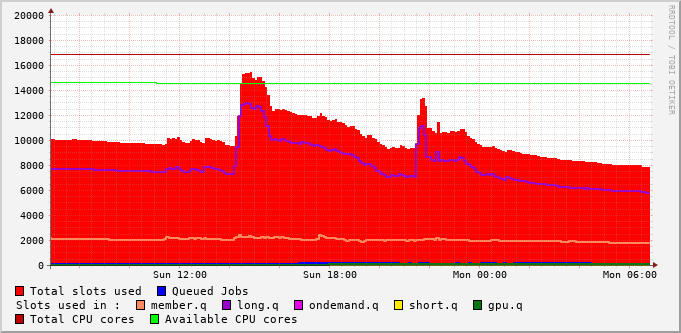 20000
18000
16000
14000
12000
10000
8000
6000
4000
2000
0
Sun 12:00 Sun 18:00 Mon 00:00 Mon 06:00
RRDTOOL / TOBI OETIKER
Total slots used Queued Jobs
Slots used in : member.q long.q ondemand.q short.q gpu.q
Total CPU cores Available CPU cores